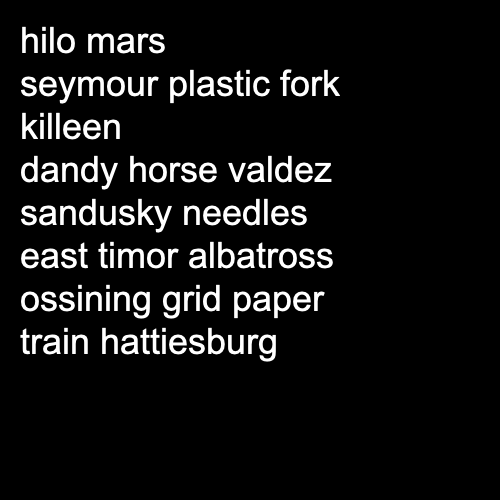 hilo mars
seymour plastic fork
killeen
dandy horse valdez
sandusky needles
east timor albatross
ossining grid paper
train hattiesburg